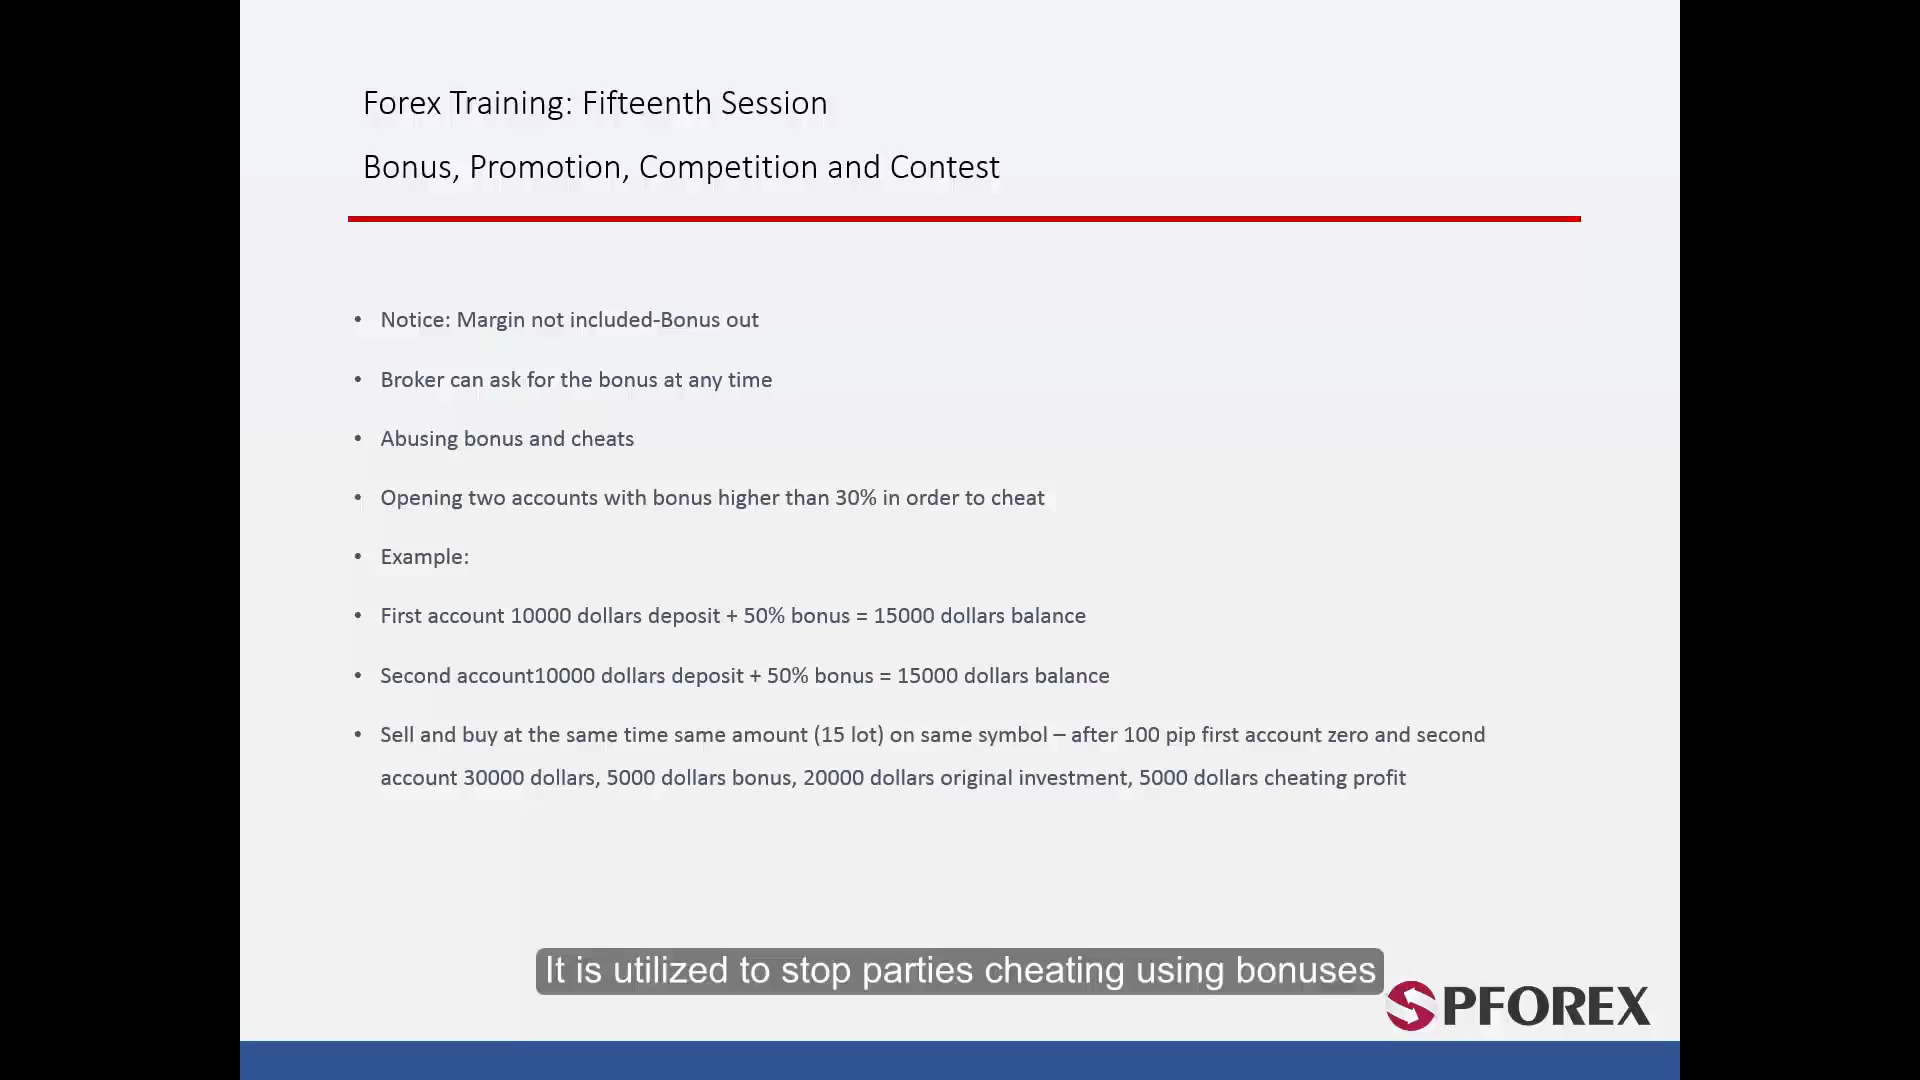 Forex Training: Fifteenth Session
Bonus, Promotion, Competition and Contest
• Notice: Margin not included-Bonus out
• Broker can ask for the bonus at any time
• Abusing bonus and cheats
• Opening two accounts with bonus higher than 30% in order to cheat
• Example:
• First account 10000 dollars deposit + 50% bonus = 15000 dollars balance
• Second account10000 dollars deposit + 50% bonus = 15000 dollars balance
• Sell and buy at the same time same amount (15 lot) on same symbol – after 100 pip first account zero and second
account 30000 dollars, 5000 dollars bonus, 20000 dollars original investment, 5000 dollars cheating profit
It is utilized to stop parties cheating using bonuses
PFOREX